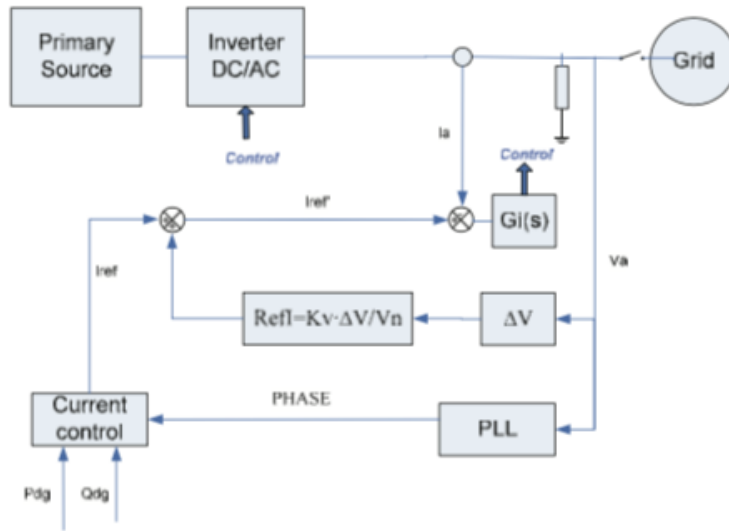 Primary
Source
Inverter
DC/AC
Grid
Control
Ia
Control
Iref'
Gi(s)
Iref
Va
RefI=Kv·ΔV/Vn
ΔV
PHASE
Current
control
PLL
Pdg
Qdg